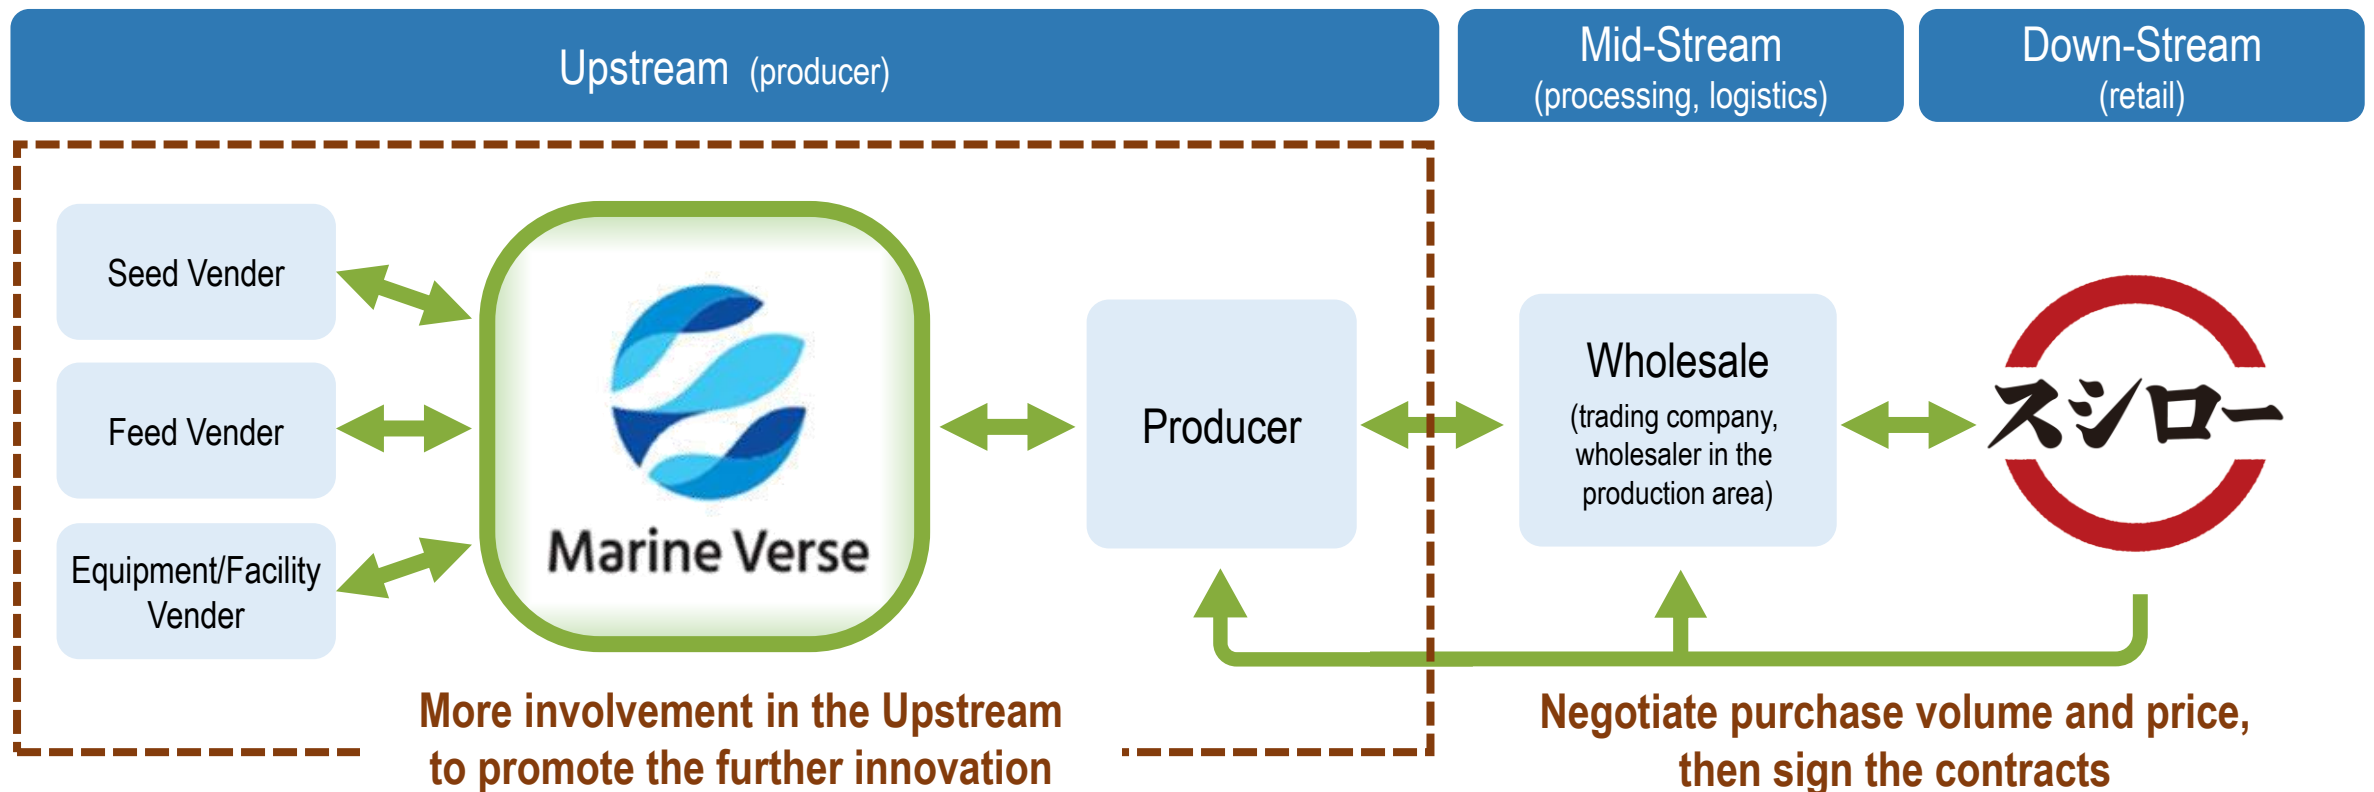 Upstream (producer)
Mid-Stream
(processing, logistics)
Down-Stream
(retail)
Seed Vender
Feed Vender
Equipment/Facility
Vender
Marine Verse
Producer
Wholesale
(trading company,
wholesaler in the
production area)
スシロー
More involvement in the Upstream
to promote the further innovation
Negotiate purchase volume and price,
then sign the contracts